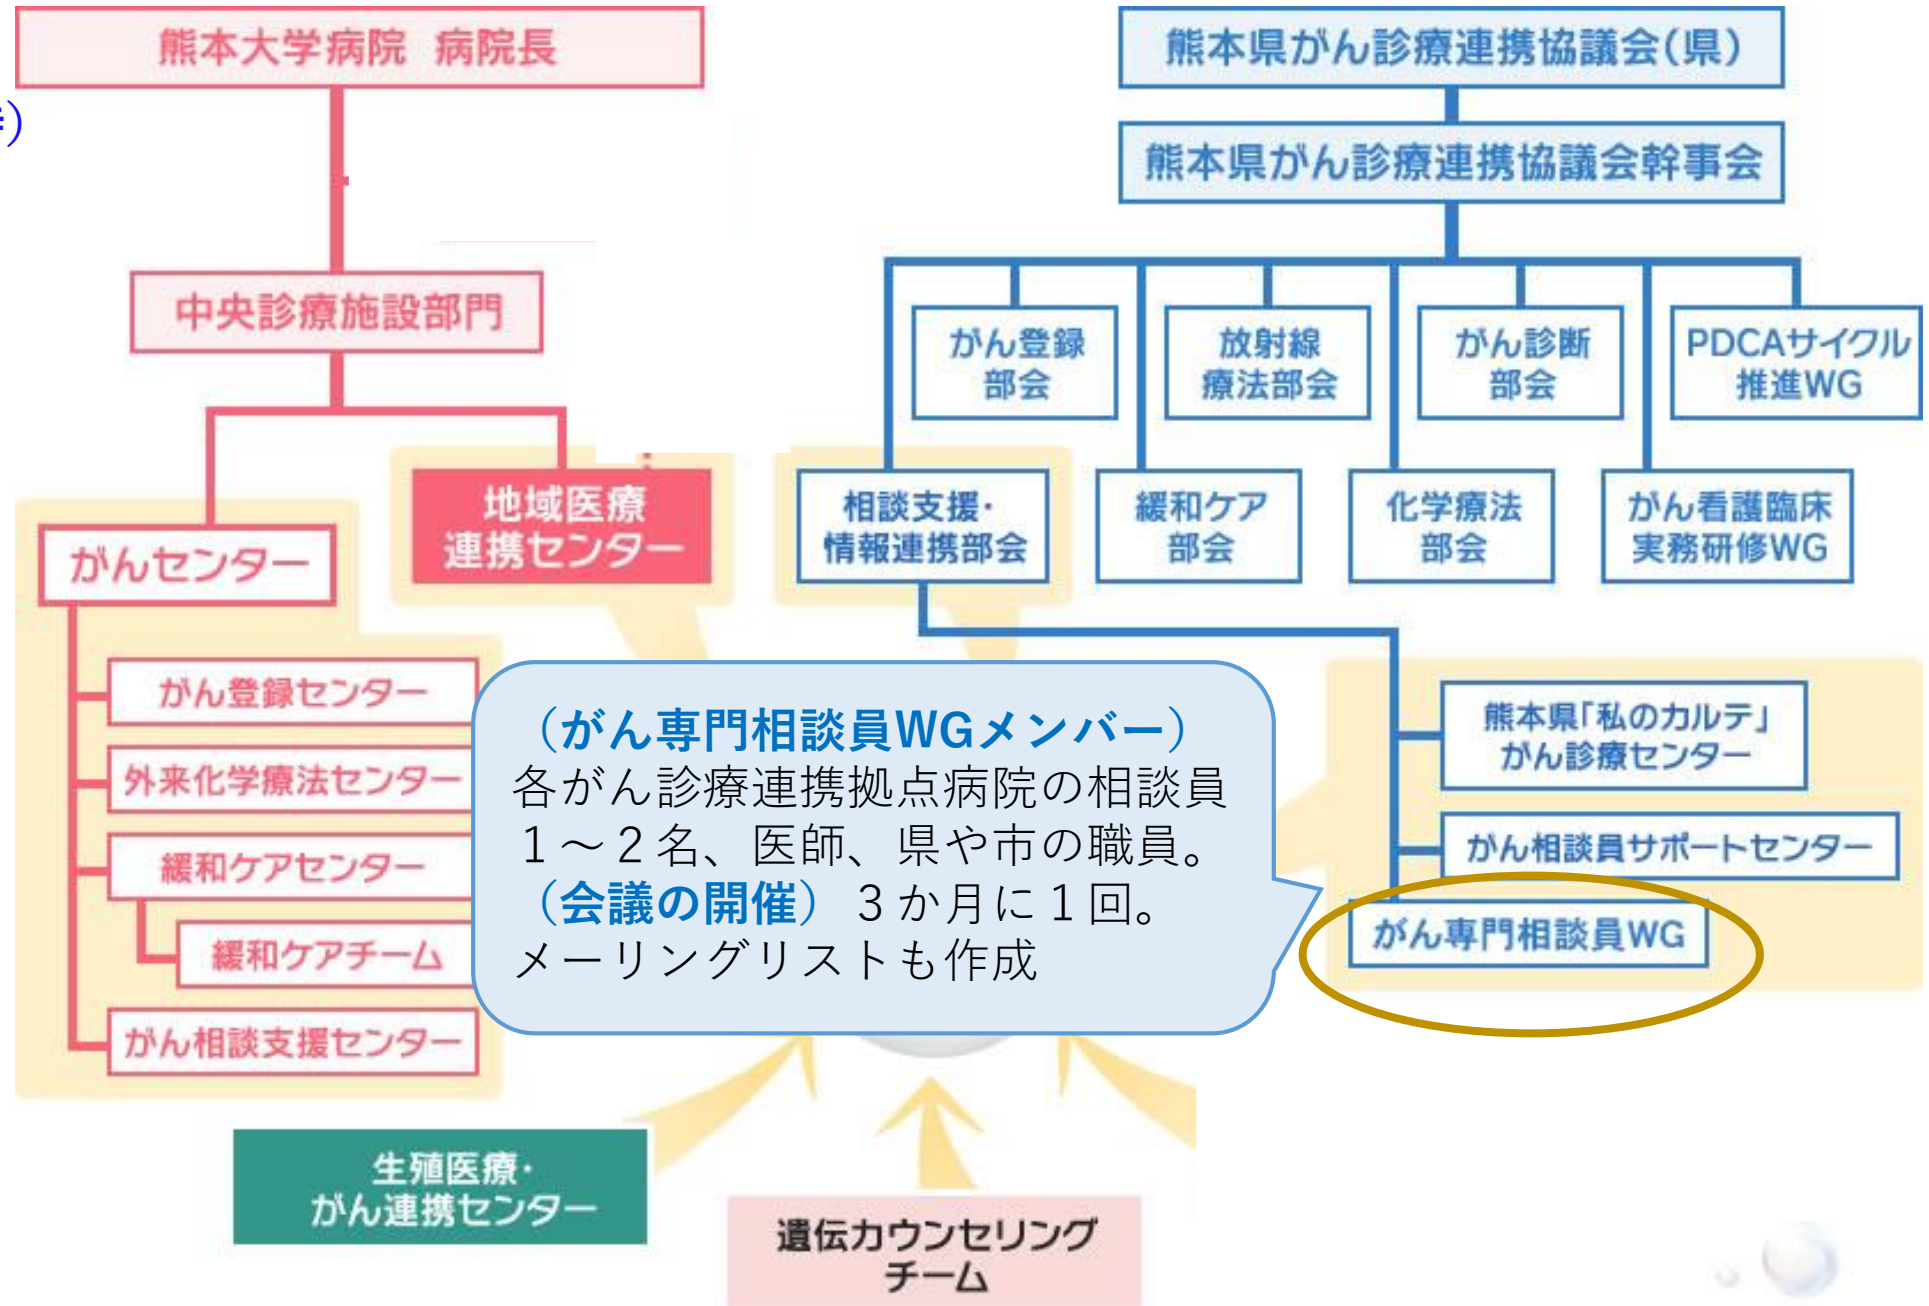 熊本大学病院 病院長
中央診療施設部門
がんセンター
地域医療
連携センター
がん登録センター
外来化学療法センター
緩和ケアセンター
緩和ケアチーム
がん相談支援センター
熊本県がん診療連携協議会(県)
熊本県がん診療連携協議会幹事会
がん登録
部会
放射線
療法部会
がん診断
部会
PDCAサイクル
推進WG
相談支援・
情報連携部会
緩和ケア
部会
化学療法
部会
がん看護臨床
実務研修WG
熊本県「私のカルテ」
がん診療センター
がん相談員サポートセンター
がん専門相談員WG
（がん専門相談員WGメンバー）
各がん診療連携拠点病院の相談員
１～２名、医師、県や市の職員。
（会議の開催）３か月に１回。
メーリングリストも作成
生殖医療・
がん連携センター
遺伝カウンセリング
チーム